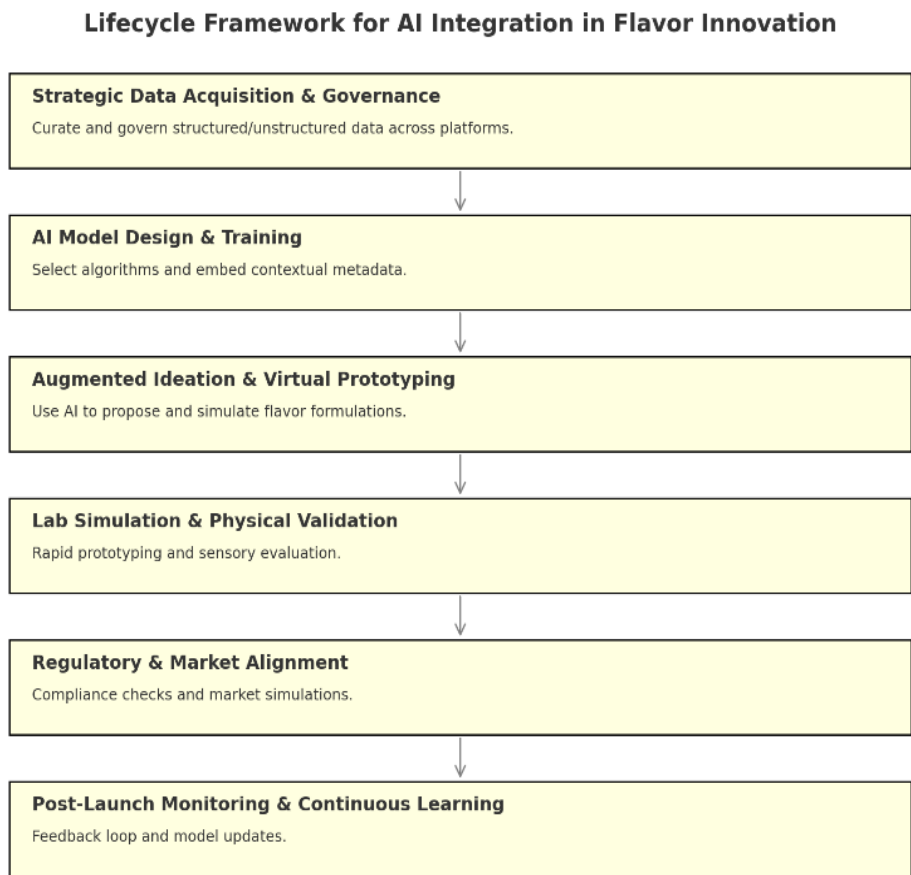 Lifecycle Framework for AI Integration in Flavor Innovation
Strategic Data Acquisition & Governance
Curate and govern structured/unstructured data across platforms.
AI Model Design & Training
Select algorithms and embed contextual metadata.
Augmented Ideation & Virtual Prototyping
Use AI to propose and simulate flavor formulations.
Lab Simulation & Physical Validation
Rapid prototyping and sensory evaluation.
Regulatory & Market Alignment
Compliance checks and market simulations.
Post-Launch Monitoring & Continuous Learning
Feedback loop and model updates.